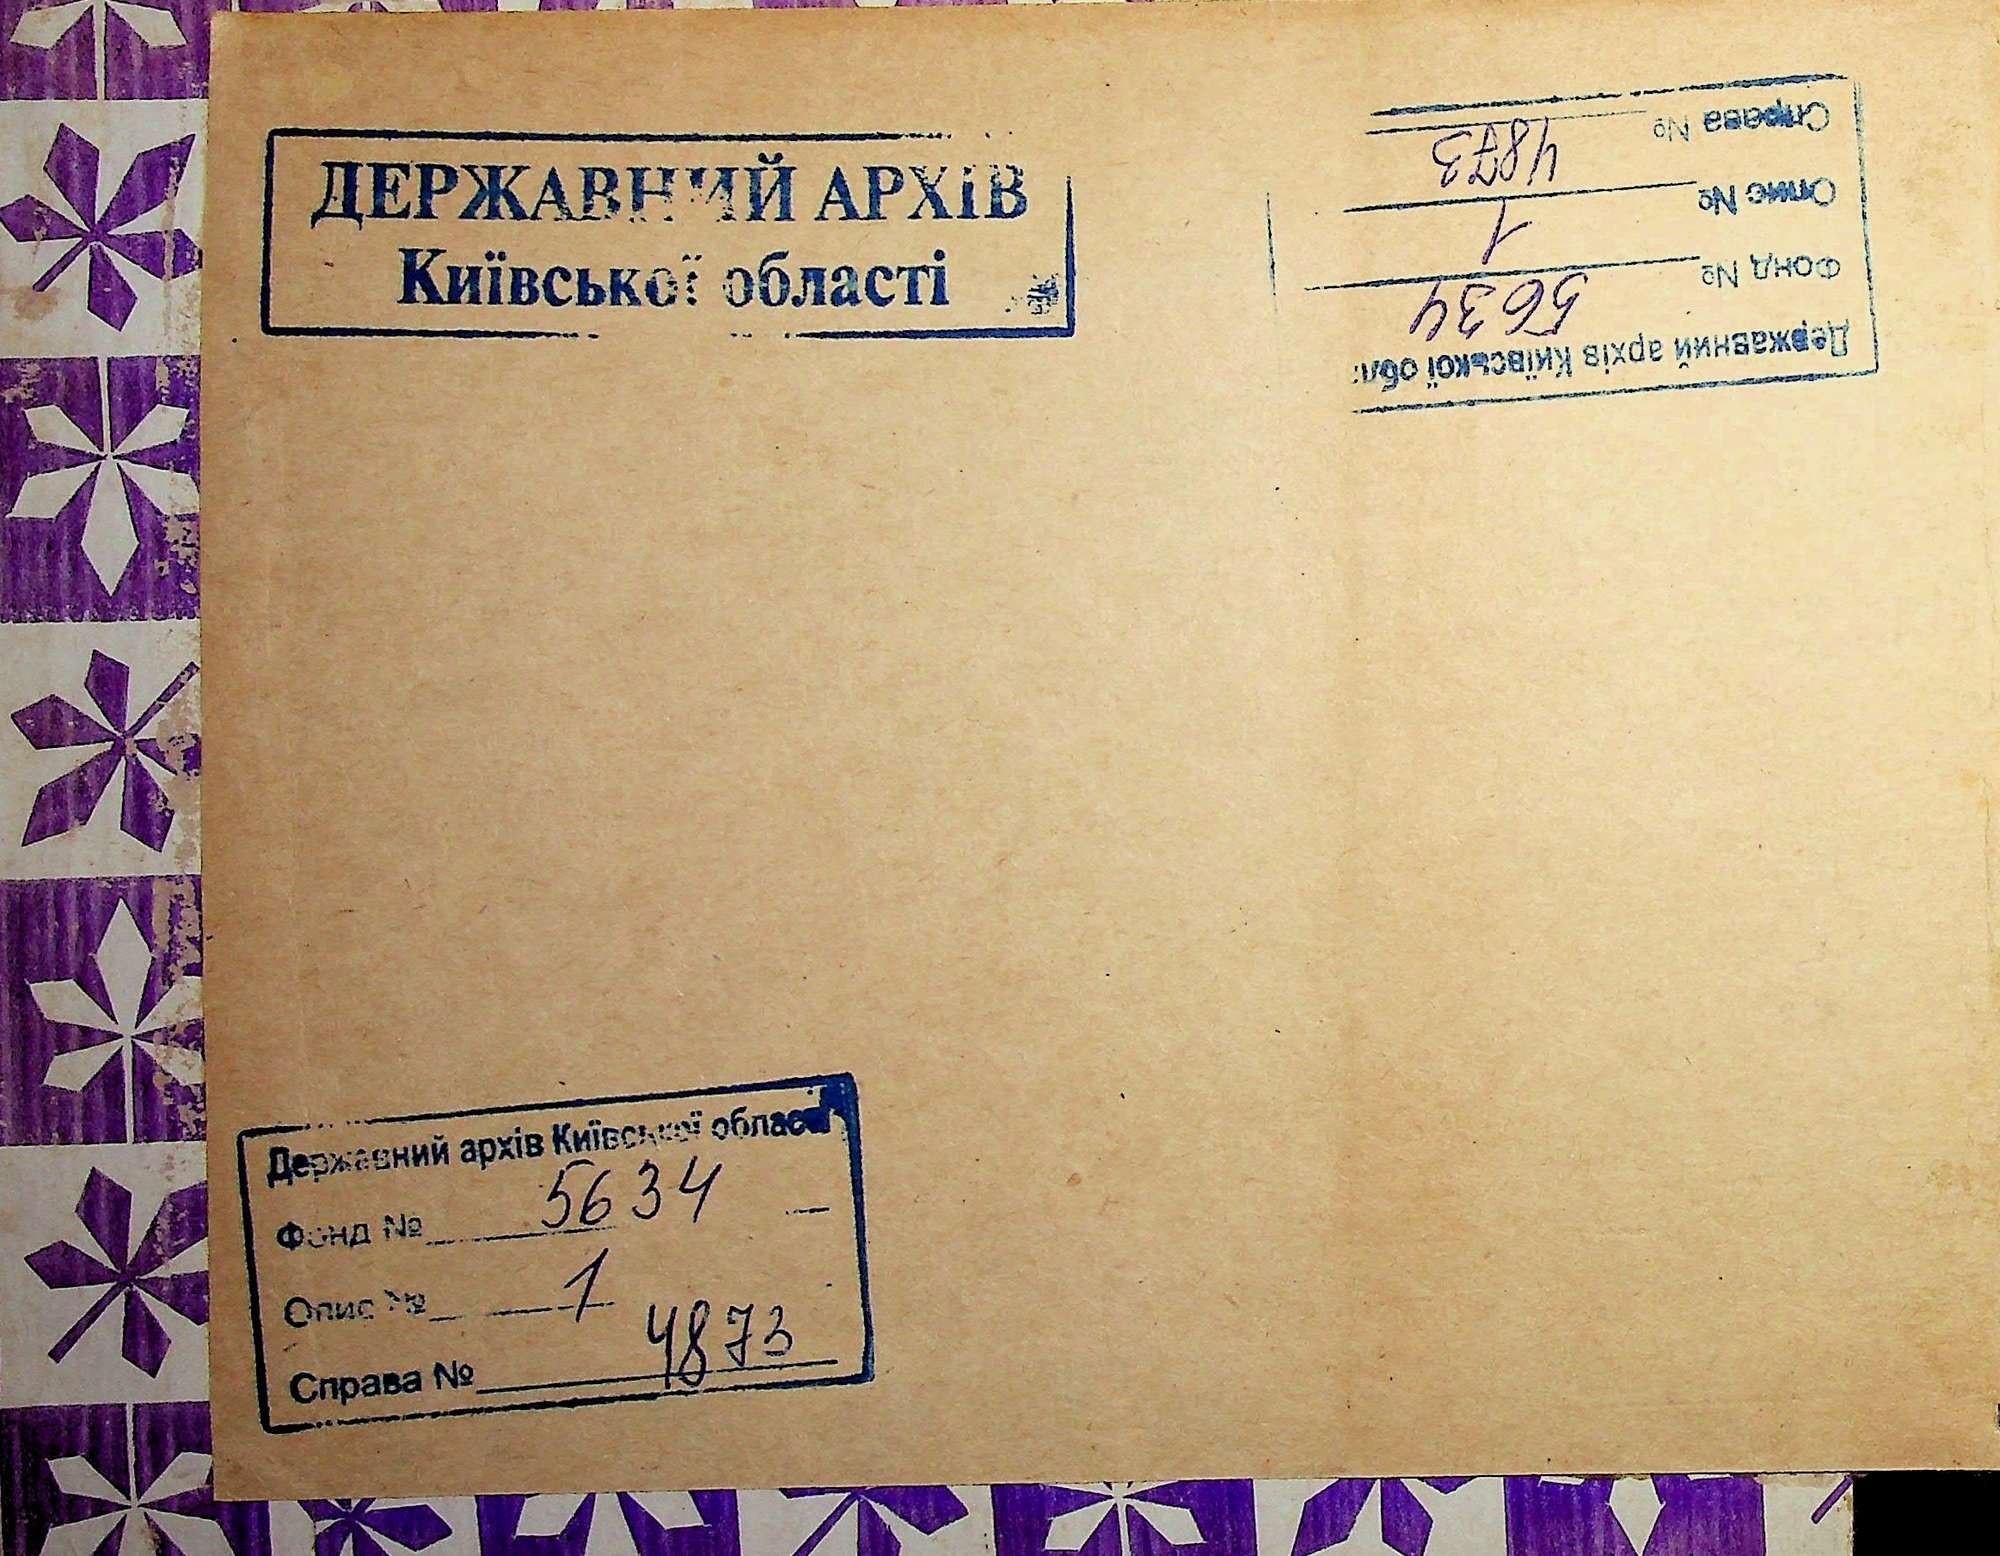 ДЕРЖАВНИЙ АРХІВ
Київської області
Державний архів Київської обл
Фонд № 5634
Опис № 1
Справа № 4873
Державний архів Київської області
Фонд № 5634
Опис № 1
Справа № 4873